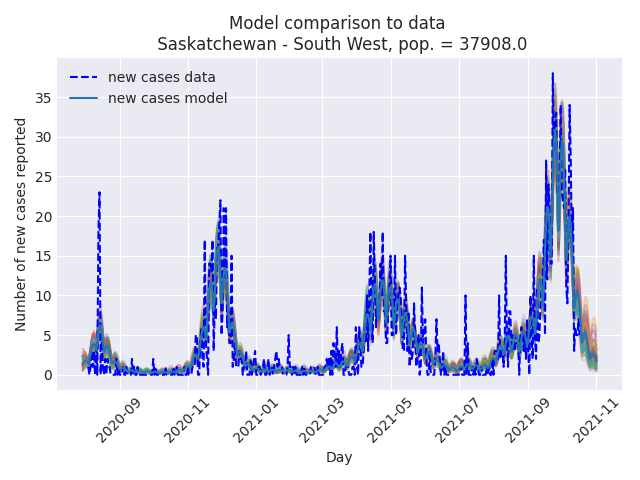 Model comparison to data
Saskatchewan - South West, pop. = 37908.0
new cases data
new cases model
Number of new cases reported
35
30
25
20
15
10
5
0
2020-09
2020-11
2021-01
2021-03
2021-05
2021-07
2021-09
2021-11
Day